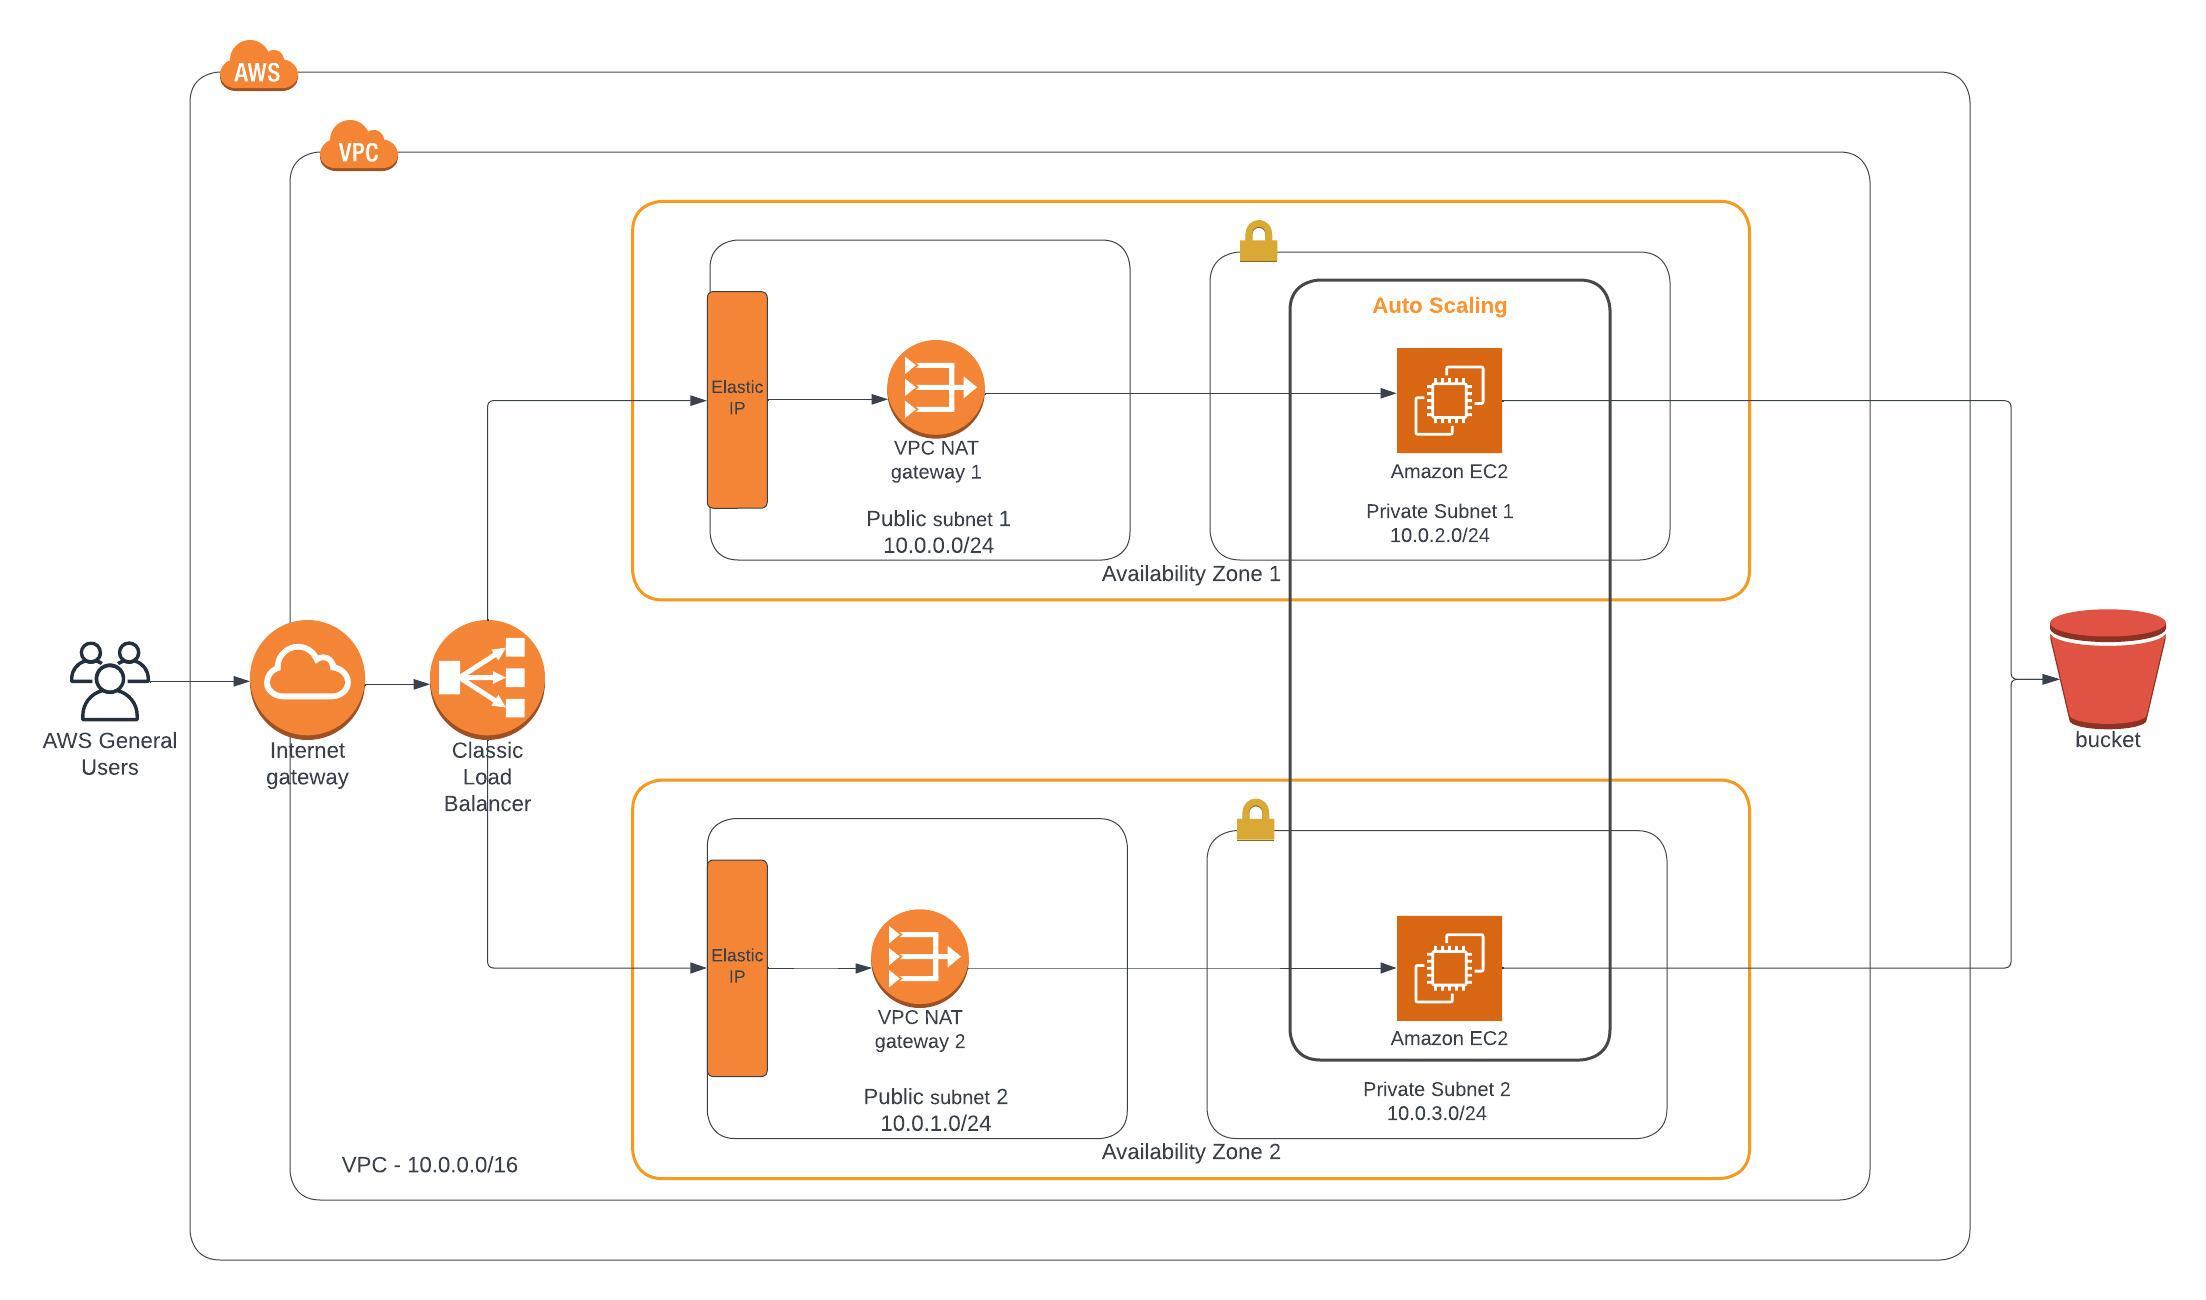 AWS
VPC
Auto Scaling
Elastic
IP
VPC NAT
gateway 1
Amazon EC2
Public subnet 1
10.0.0.0/24
Private Subnet 1
10.0.2.0/24
Availability Zone 1
AWS General
Users
Internet
gateway
Classic
Load
Balancer
bucket
Elastic
IP
VPC NAT
gateway 2
Amazon EC2
Public subnet 2
10.0.1.0/24
Private Subnet 2
10.0.3.0/24
Availability Zone 2
VPC - 10.0.0.0/16